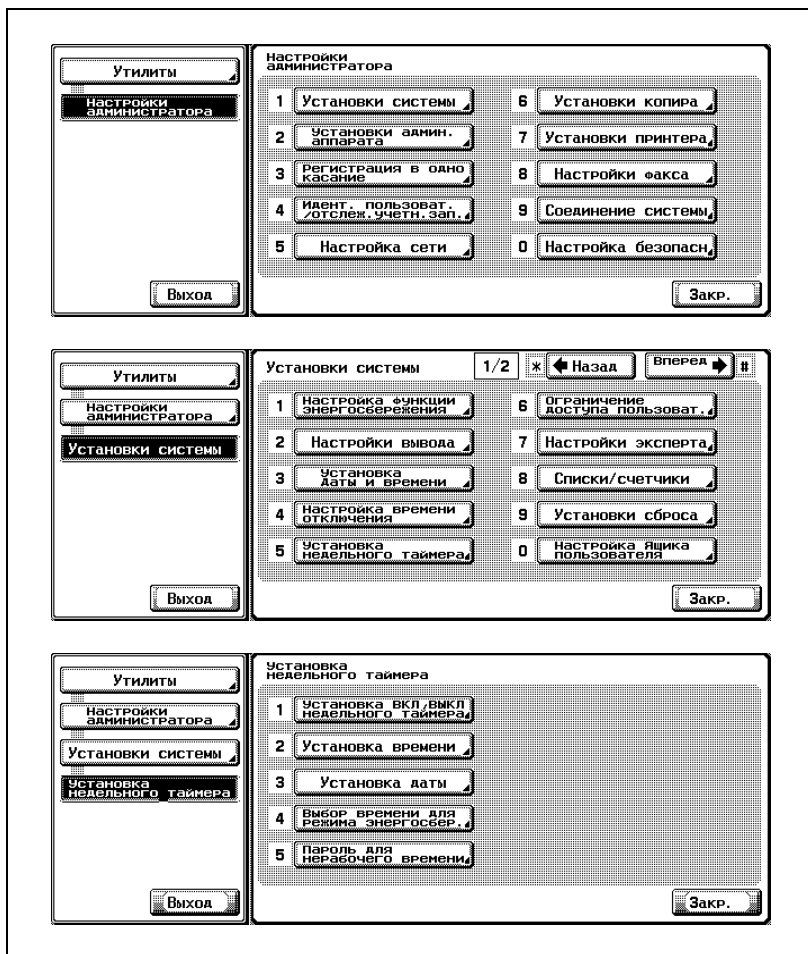 Утилиты
Настройки
администратора
Выход
Настройки
администратора
1 Установки системы
2 Установки админ.
аппарата
3 Регистрация в одно
касание
4 Идент. пользоват.
/отслеж.учетн.зап.
5 Настройка сети
6 Установки копира
7 Установки принтера
8 Настройки факса
9 Соединение системы
0 Настройка безопасн
Закр.
Утилиты
Настройки
администратора
Установки системы
Выход
Установки системы 1/2 * Назад Вперед #
1 Настройка функции
энергосбережения
2 Настройки вывода
3 Установка
даты и времени
4 Настройка времени
отключения
5 Установка
недельного таймера
6 Ограничение
доступа пользоват.
7 Настройки эксперта
8 Списки/счетчики
9 Установки сброса
0 Настройка Ящика
пользователя
Закр.
Утилиты
Настройки
администратора
Установки системы
Установка
недельного таймера
Выход
Установка
недельного таймера
1 Установка ВКЛ/ВЫКЛ
недельного таймера
2 Установка времени
3 Установка даты
4 Выбор времени для
режима энергосбер.
5 Пароль для
нерабочего времени
Закр.